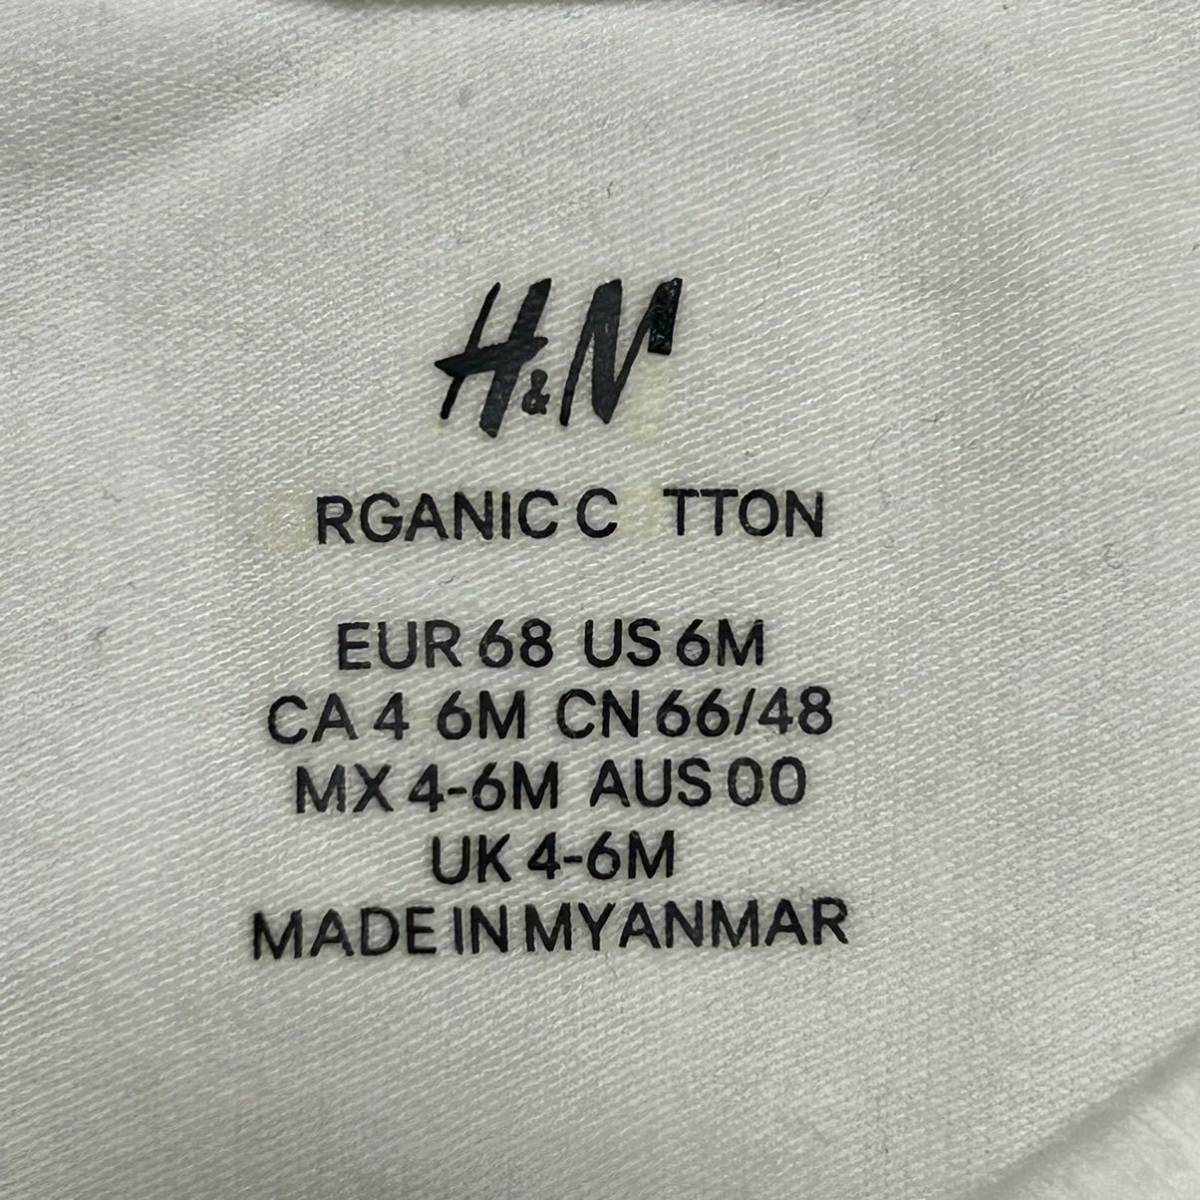 H&N
RGANIC C TTON
EUR 68 US 6M
CA 4 6M CN 66/48
MX 4-6M AUS 00
UK 4-6M
MADE IN MYANMAR